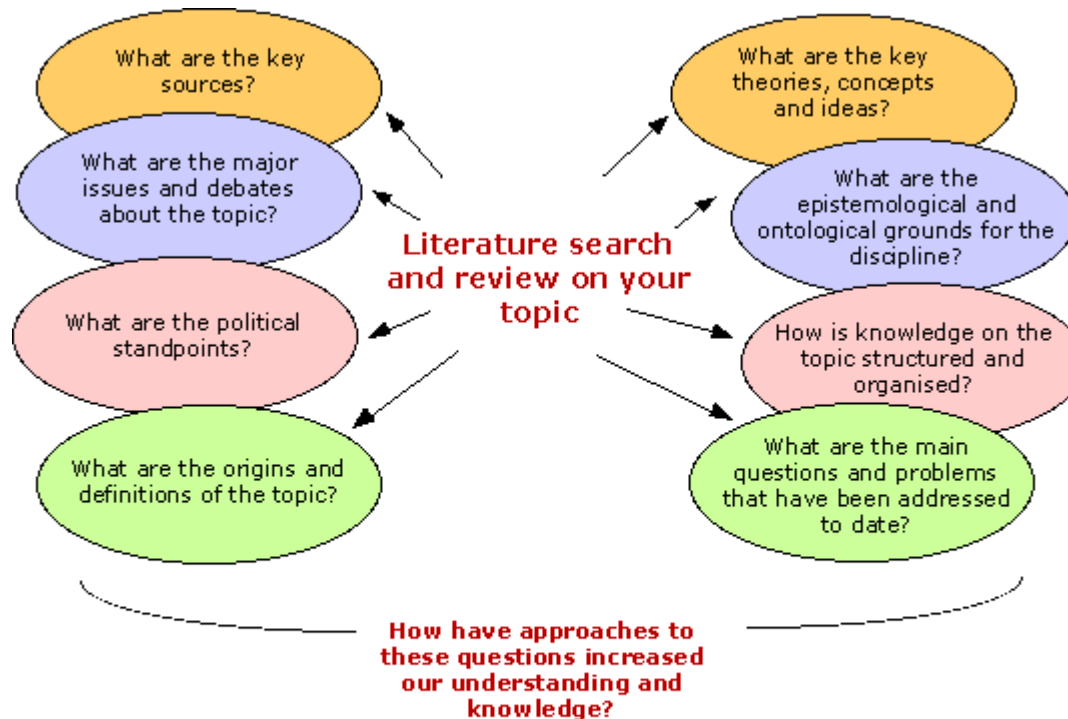 What are the key
sources?
What are the major
issues and debates
about the topic?
What are the political
standpoints?
What are the origins and
definitions of the topic?
Literature search
and review on your
topic
What are the key
theories, concepts
and ideas?
What are the
epistemological and
ontological grounds for the
discipline?
How is knowledge on the
topic structured and
organised?
What are the main
questions and problems
that have been addressed
to date?
How have approaches to
these questions increased
our understanding and
knowledge?